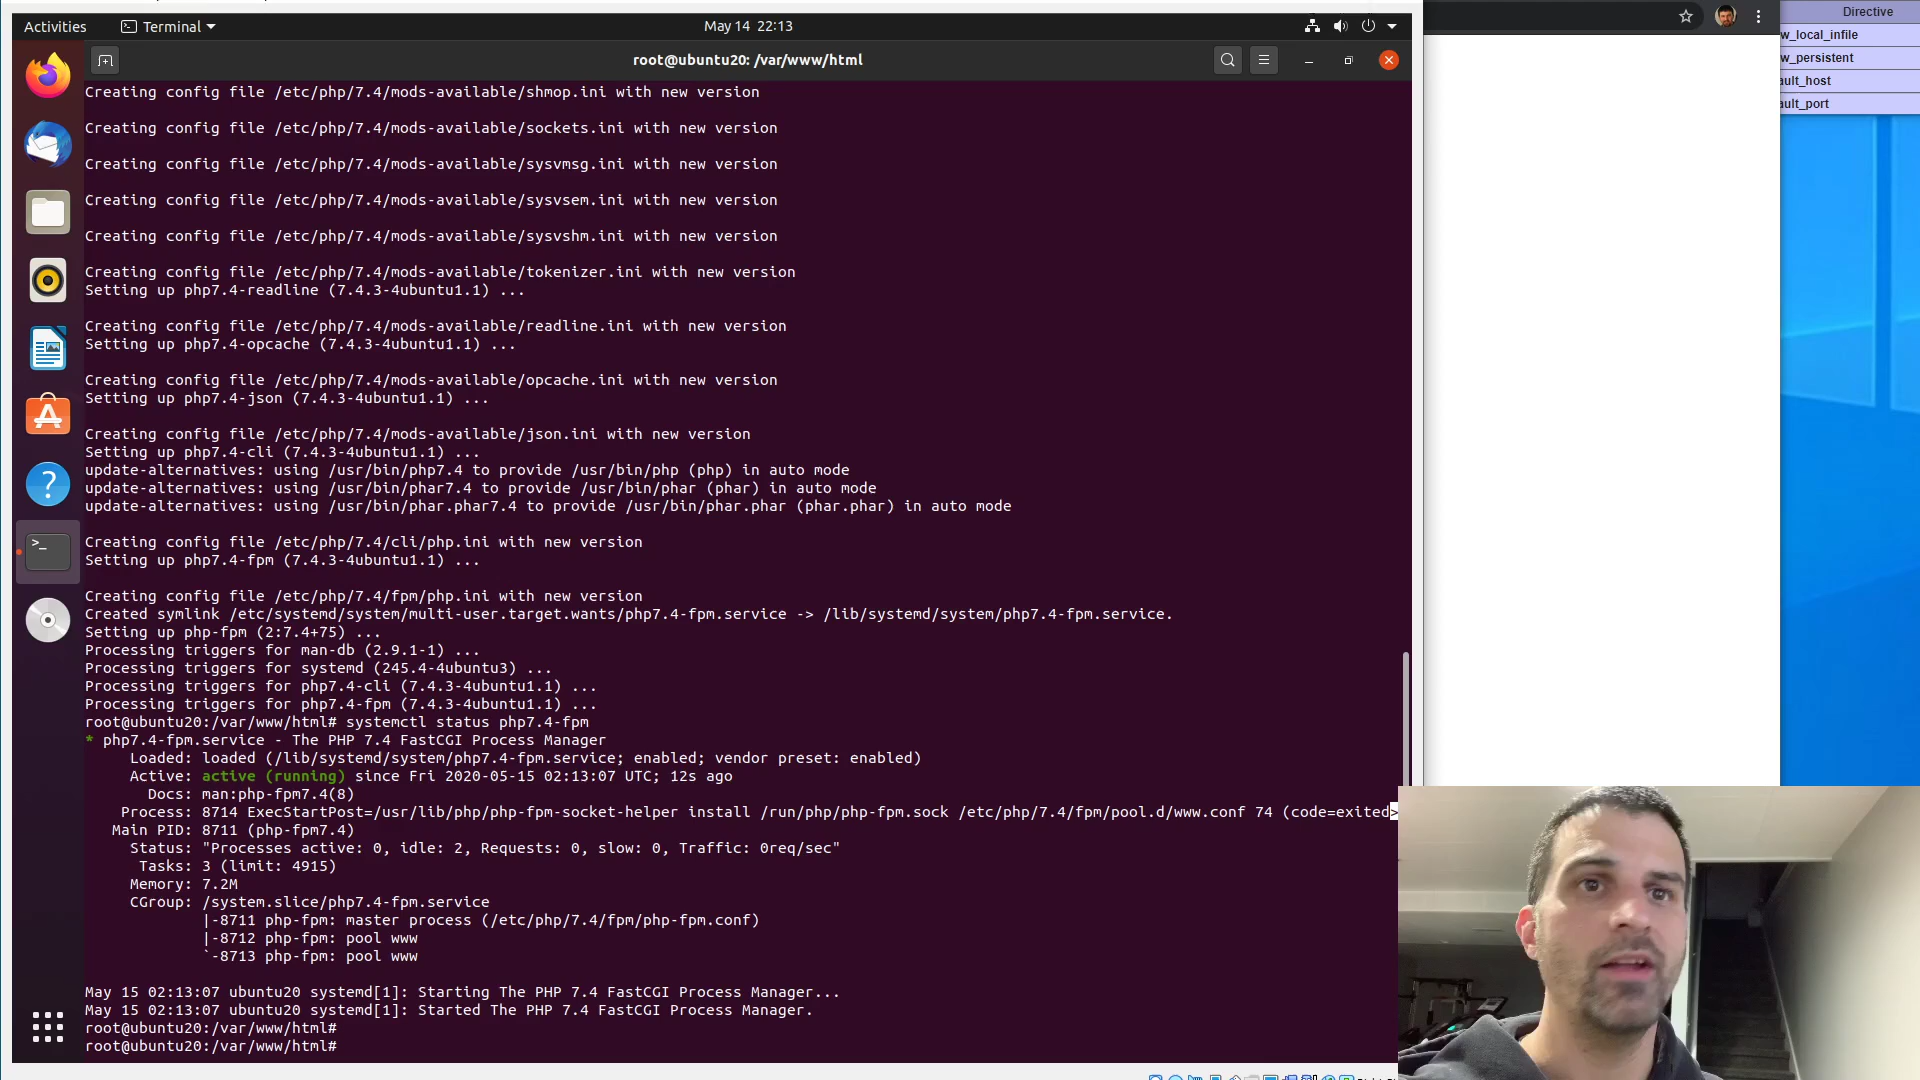 Activities
Terminal
May 14  22:13
Directive
root@ubuntu20: /var/www/html
w_local_infile
w_persistent
ault_host
ault_port
Creating config file /etc/php/7.4/mods-available/shmop.ini with new version
Creating config file /etc/php/7.4/mods-available/sockets.ini with new version
Creating config file /etc/php/7.4/mods-available/sysvmsg.ini with new version
Creating config file /etc/php/7.4/mods-available/sysvsem.ini with new version
Creating config file /etc/php/7.4/mods-available/sysvshm.ini with new version
Creating config file /etc/php/7.4/mods-available/tokenizer.ini with new version
Setting up php7.4-readline (7.4.3-4ubuntu1.1) ...
Creating config file /etc/php/7.4/mods-available/readline.ini with new version
Setting up php7.4-opcache (7.4.3-4ubuntu1.1) ...
Creating config file /etc/php/7.4/mods-available/opcache.ini with new version
Setting up php7.4-json (7.4.3-4ubuntu1.1) ...
Creating config file /etc/php/7.4/mods-available/json.ini with new version
Setting up php7.4-cli (7.4.3-4ubuntu1.1) ...
update-alternatives: using /usr/bin/php7.4 to provide /usr/bin/php (php) in auto mode
update-alternatives: using /usr/bin/phar7.4 to provide /usr/bin/phar (phar) in auto mode
update-alternatives: using /usr/bin/phar.phar7.4 to provide /usr/bin/phar.phar (phar.phar) in auto mode
Creating config file /etc/php/7.4/cli/php.ini with new version
Setting up php7.4-fpm (7.4.3-4ubuntu1.1) ...
Creating config file /etc/php/7.4/fpm/php.ini with new version
Created symlink /etc/systemd/system/multi-user.target.wants/php7.4-fpm.service -> /lib/systemd/system/php7.4-fpm.service.
Setting up php-fpm (2:7.4+75) ...
Processing triggers for man-db (2.9.1-1) ...
Processing triggers for systemd (245.4-4ubuntu3) ...
Processing triggers for php7.4-cli (7.4.3-4ubuntu1.1) ...
Processing triggers for php7.4-fpm (7.4.3-4ubuntu1.1) ...
root@ubuntu20:/var/www/html# systemctl status php7.4-fpm
* php7.4-fpm.service - The PHP 7.4 FastCGI Process Manager
Loaded: loaded (/lib/systemd/system/php7.4-fpm.service; enabled; vendor preset: enabled)
Active: active (running) since Fri 2020-05-15 02:13:07 UTC; 12s ago
Docs: man:php-fpm7.4(8)
Process: 8714 ExecStartPost=/usr/lib/php/php-fpm-socket-helper install /run/php/php-fpm.sock /etc/php/7.4/fpm/pool.d/www.conf 74 (code=exited>
Main PID: 8711 (php-fpm7.4)
Status: "Processes active: 0, idle: 2, Requests: 0, slow: 0, Traffic: 0req/sec"
Tasks: 3 (limit: 4915)
Memory: 7.2M
CGroup: /system.slice/php7.4-fpm.service
|-8711 php-fpm: master process (/etc/php/7.4/fpm/php-fpm.conf)
|-8712 php-fpm: pool www
`-8713 php-fpm: pool www
May 15 02:13:07 ubuntu20 systemd[1]: Starting The PHP 7.4 FastCGI Process Manager...
May 15 02:13:07 ubuntu20 systemd[1]: Started The PHP 7.4 FastCGI Process Manager.
root@ubuntu20:/var/www/html#
root@ubuntu20:/var/www/html#